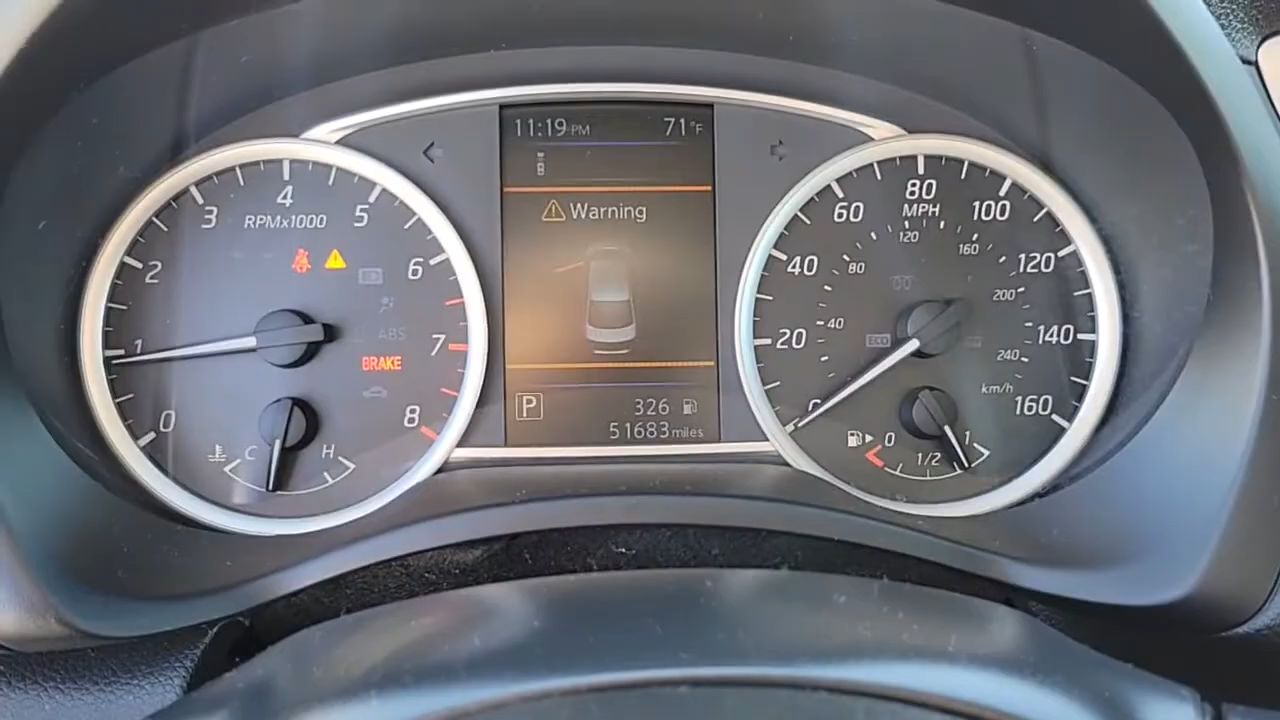 11:19 PM 71°F
Warning
P
326
51683 miles
0
1
2
3
4
5
6
7
8
RPMx1000
ABS
BRAKE
C H
0
20
40
60
80
100
120
140
160
MPH
40
80
120
160
200
240
km/h
ECO
0 1/2 1